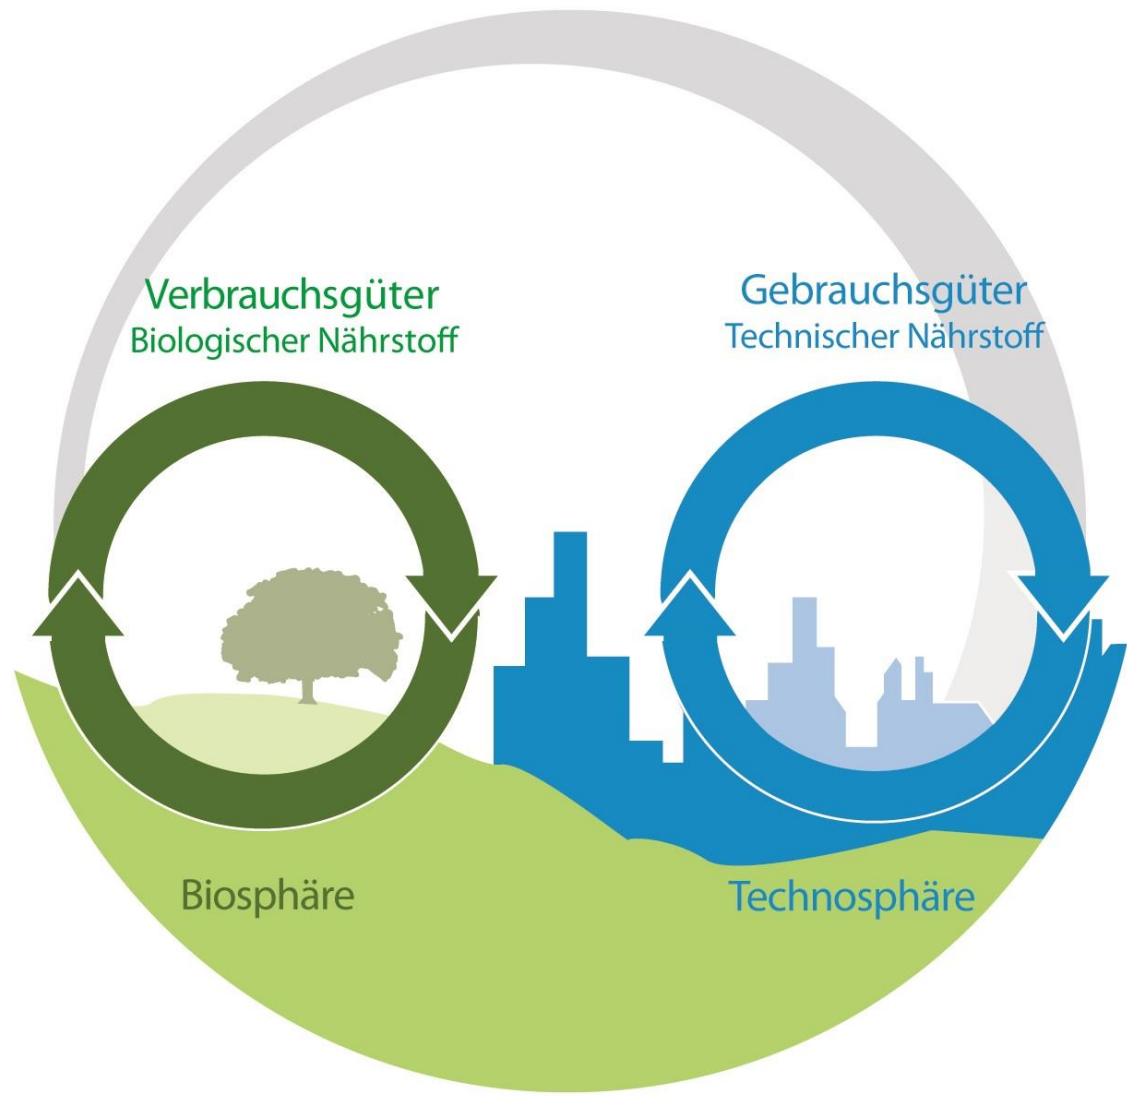 Verbrauchsgüter
Biologischer Nährstoff
Gebrauchsgüter
Technischer Nährstoff
Biosphäre
Technosphäre